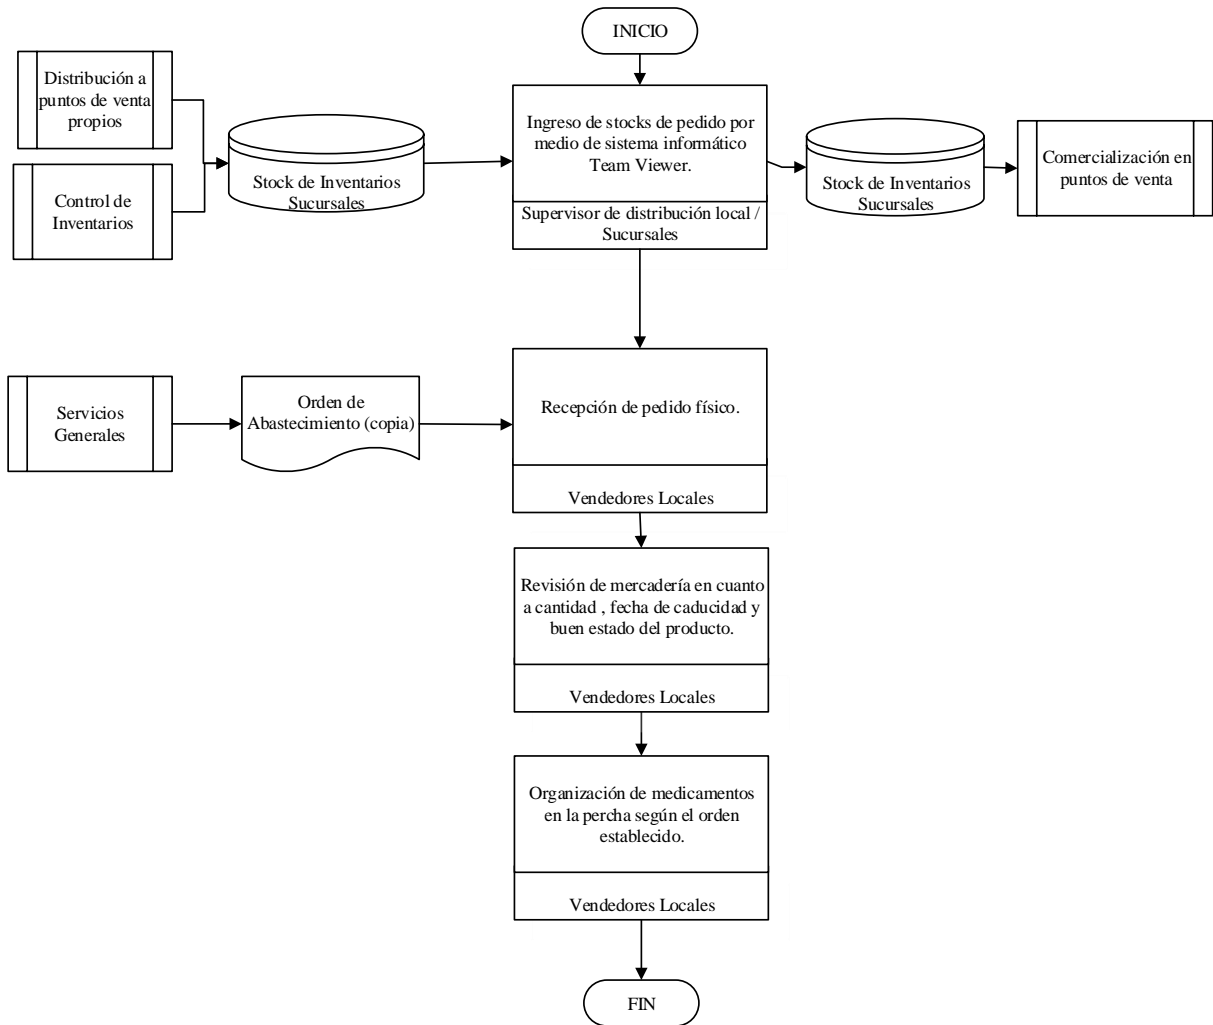 INICIO
Distribución a
puntos de venta
propios
Control de
Inventarios
Stock de Inventarios
Sucursales
Ingreso de stocks de pedido por
medio de sistema informático
Team Viewer.
Supervisor de distribución local /
Sucursales
Stock de Inventarios
Sucursales
Comercialización en
puntos de venta
Servicios
Generales
Orden de
Abastecimiento (copia)
Recepción de pedido físico.
Vendedores Locales
Revisión de mercadería en cuanto
a cantidad , fecha de caducidad y
buen estado del producto.
Vendedores Locales
Organización de medicamentos
en la percha según el orden
establecido.
Vendedores Locales
FIN